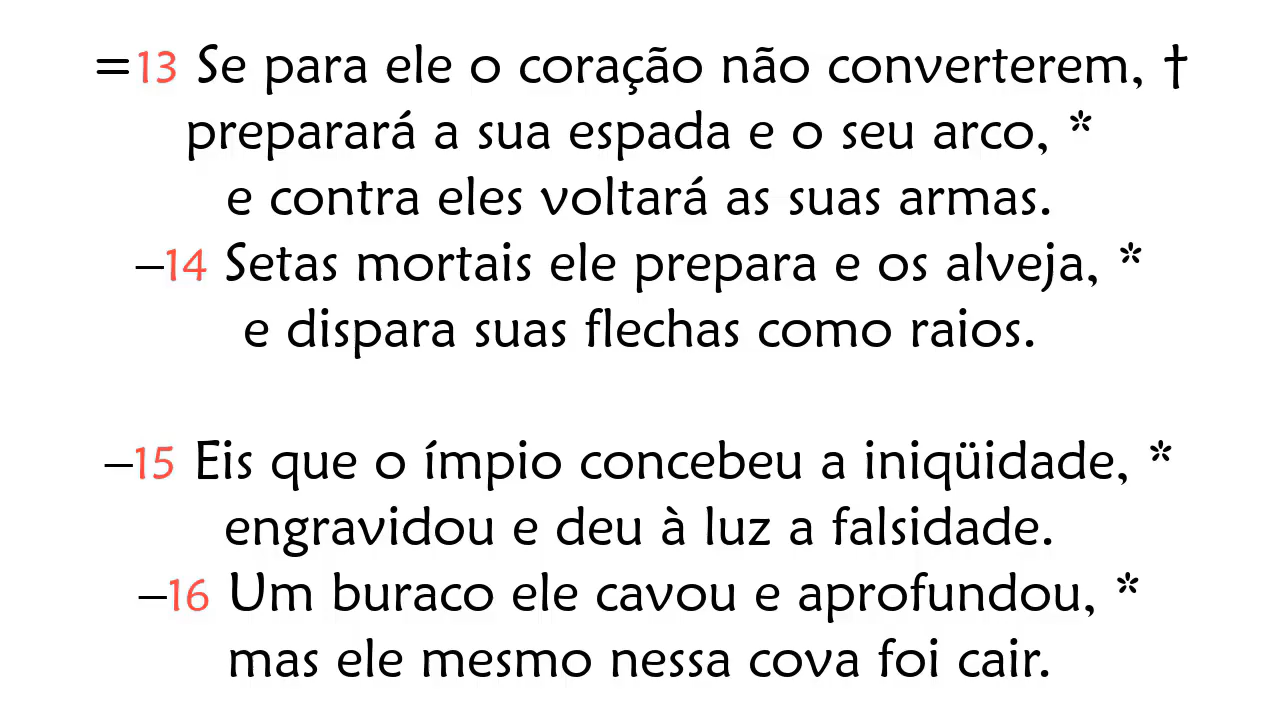 =13 Se para ele o coração não converterem, †
preparará a sua espada e o seu arco, *
e contra eles voltará as suas armas.
–14 Setas mortais ele prepara e os alveja, *
e dispara suas flechas como raios.
–15 Eis que o ímpio concebeu a iniqüidade, *
engravidou e deu à luz a falsidade.
–16 Um buraco ele cavou e aprofundou, *
mas ele mesmo nessa cova foi cair.